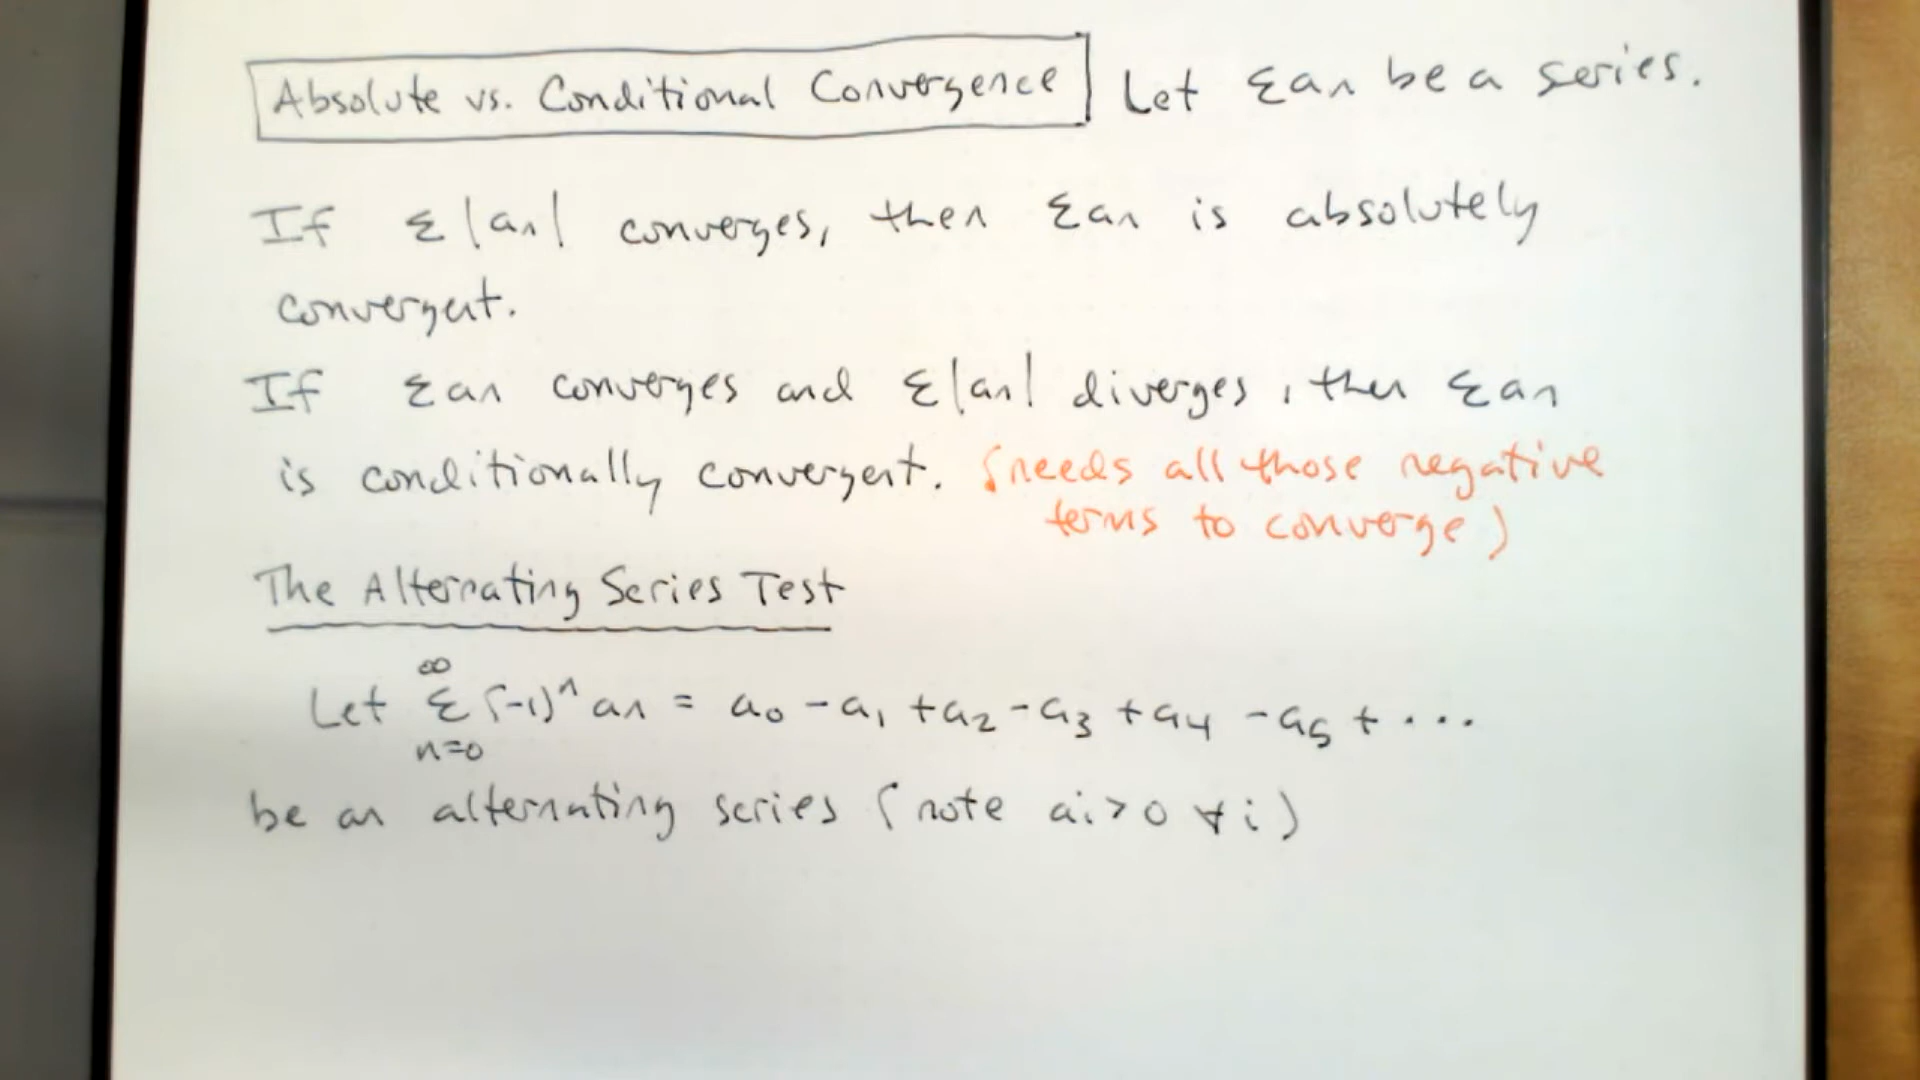 Absolute vs. Conditional Convergence Let Σan be a series.
If Σ|an| converges, then Σan is absolutely
convergent.
If Σan converges and Σ|an| diverges, then Σan
is conditionally convergent. (needs all those negative
terms to converge)
The Alternating Series Test
∞
Let Σ (-1)ⁿ an = a₀ - a₁ + a₂ - a₃ + a₄ - a₅ + ...
n=0
be an alternating series (note ai > 0 ∀ i)